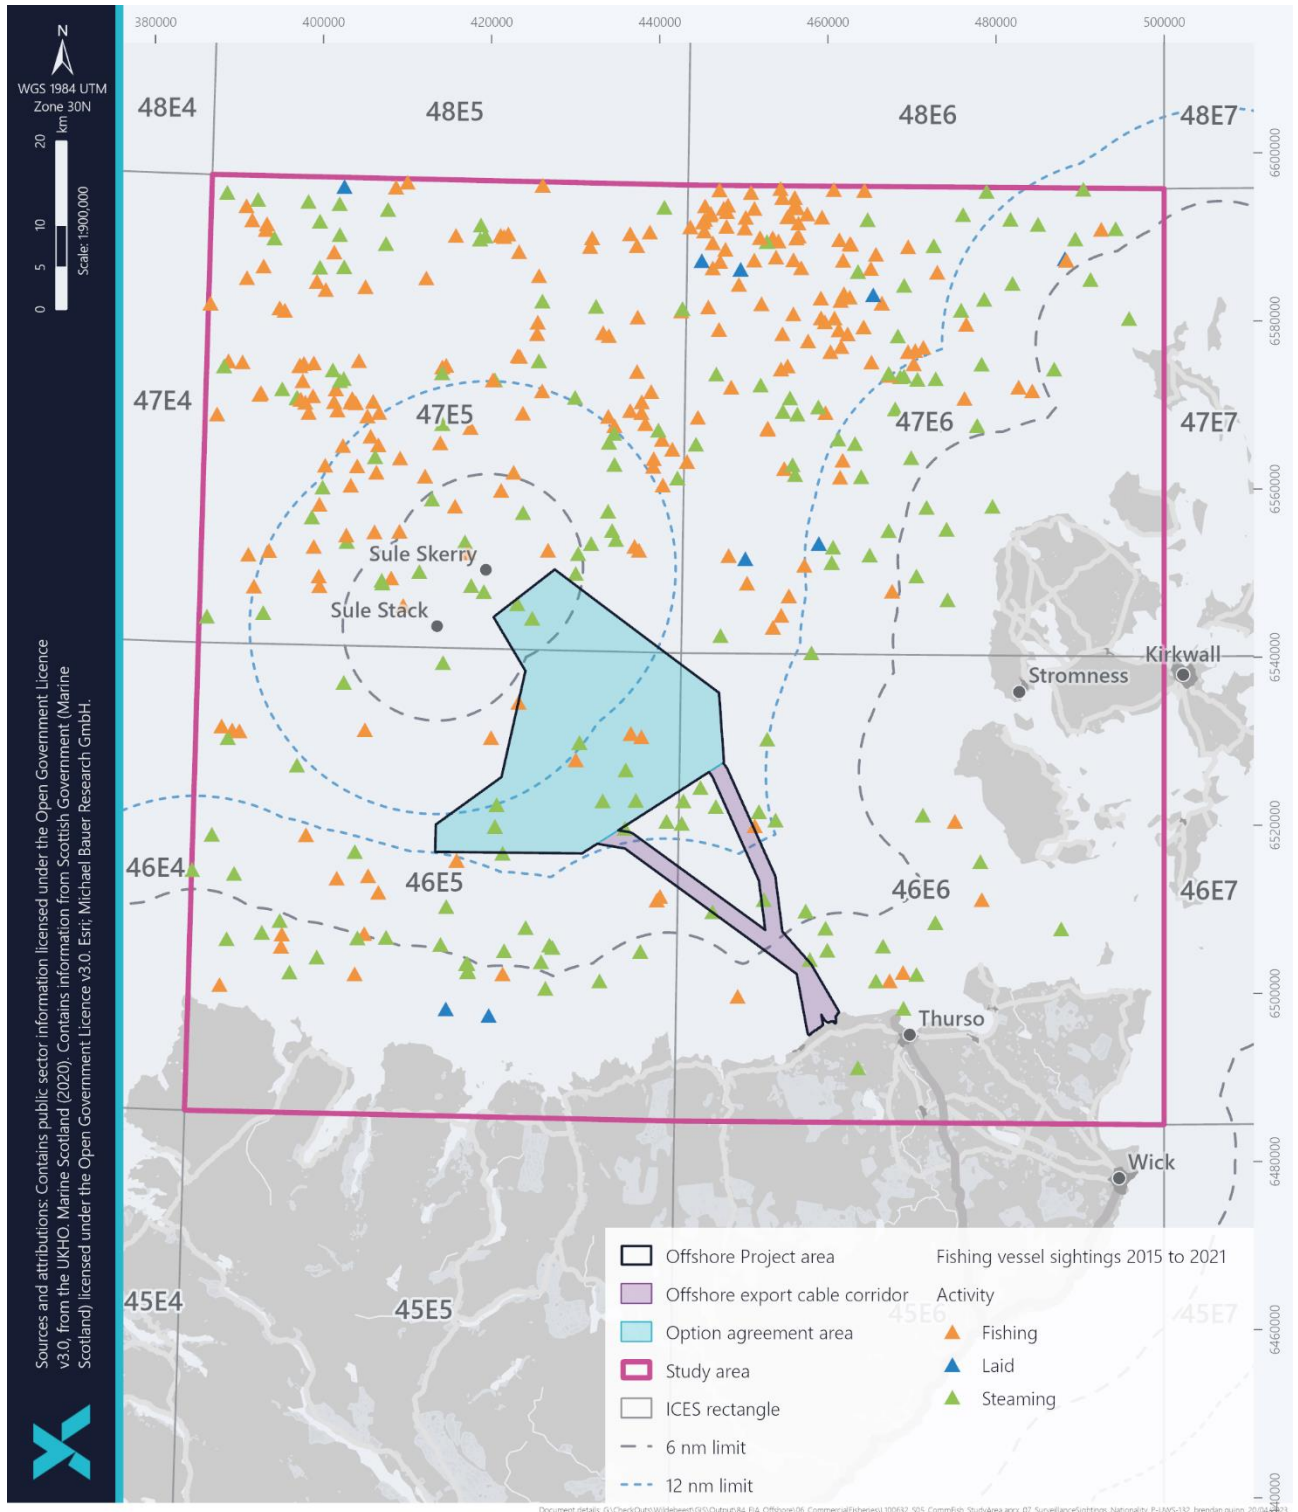 380000
400000
420000
440000
460000
480000
500000
N
WGS 1984 UTM
Zone 30N
20
km
10
5
0
Scale: 1:900,000
Sources and attributions: Contains public sector information licensed under the Open Government Licence
v3.0, from the UKHO. Marine Scotland (2020). Contains information from Scottish Government (Marine
Scotland) licensed under the Open Government Licence v3.0. Esri; Michael Bauer Research GmbH.
48E4
48E5
48E6
48E7
6600000
6580000
47E4
47E5
47E6
47E7
6560000
Sule Skerry
Sule Stack
6540000
Kirkwall
Stromness
6520000
46E4
46E5
46E6
46E7
6500000
Thurso
6480000
Wick
45E4
45E5
45E6
45E7
6460000
Offshore Project area
Offshore export cable corridor
Option agreement area
Study area
ICES rectangle
6 nm limit
12 nm limit
Fishing vessel sightings 2015 to 2021
Activity
Fishing
Laid
Steaming